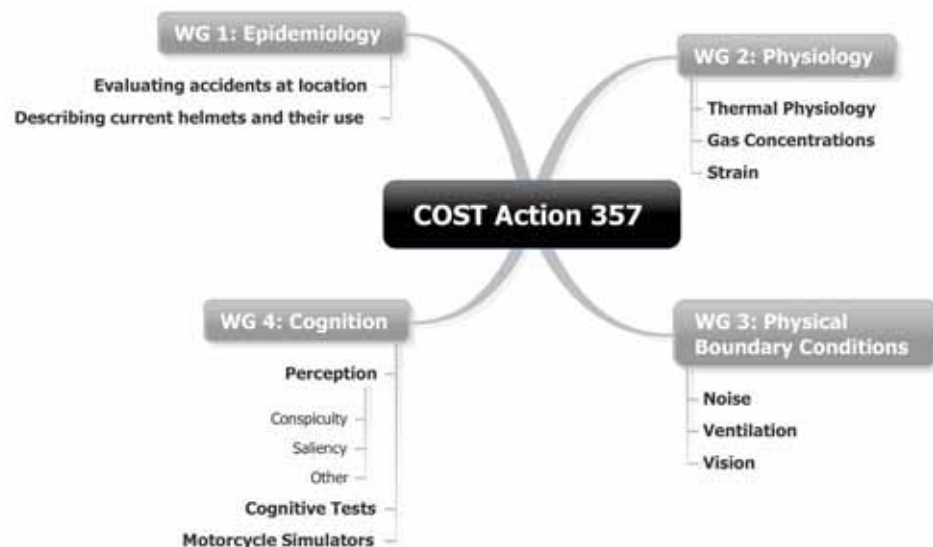 WG 1: Epidemiology
Evaluating accidents at location
Describing current helmets and their use
WG 2: Physiology
Thermal Physiology
Gas Concentrations
Strain
COST Action 357
WG 4: Cognition
Perception
Conspicuity
Saliency
Other
Cognitive Tests
Motorcycle Simulators
WG 3: Physical
Boundary Conditions
Noise
Ventilation
Vision